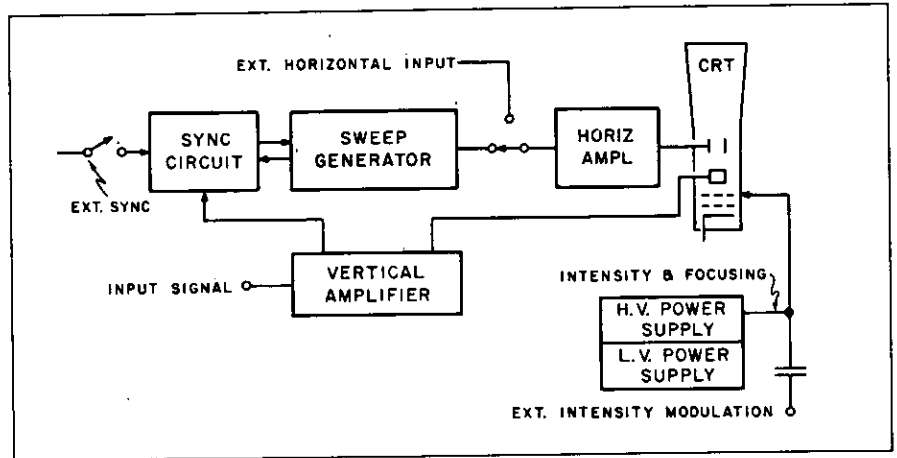 EXT. HORIZONTAL INPUT
CRT
SYNC
CIRCUIT
SWEEP
GENERATOR
HORIZ
AMPL
EXT. SYNC
INPUT SIGNAL
VERTICAL
AMPLIFIER
INTENSITY & FOCUSING
H.V. POWER
SUPPLY
L.V. POWER
SUPPLY
EXT. INTENSITY MODULATION